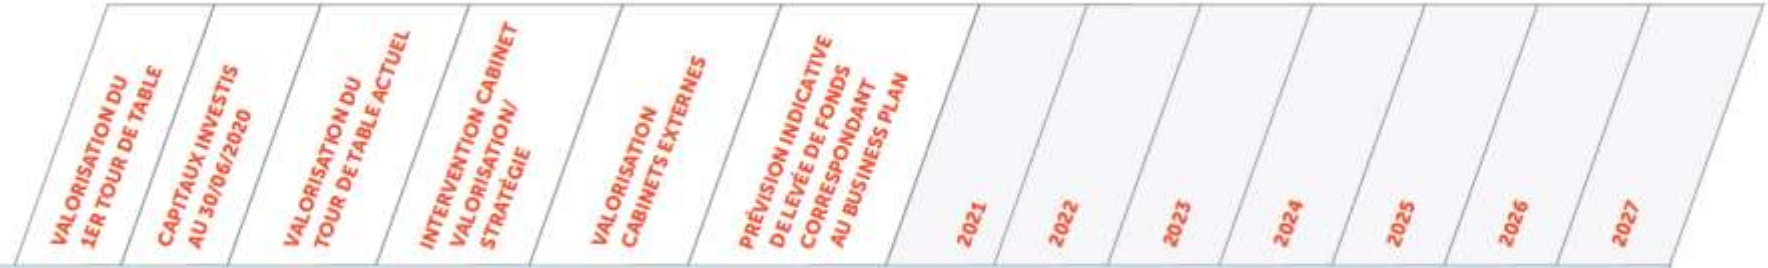 VALORISATION DU
1ER TOUR DE TABLE
CAPITAUX INVESTIS
AU 30/06/2020
VALORISATION DU
TOUR DE TABLE ACTUEL
INTERVENTION CABINET
VALORISATION/
STRATÉGIE
VALORISATION
CABINETS EXTERNES
PRÉVISION INDICATIVE
DE LEVÉE DE FONDS
CORRESPONDANT
AU BUSINESS PLAN
2021
2022
2023
2024
2025
2026
2027